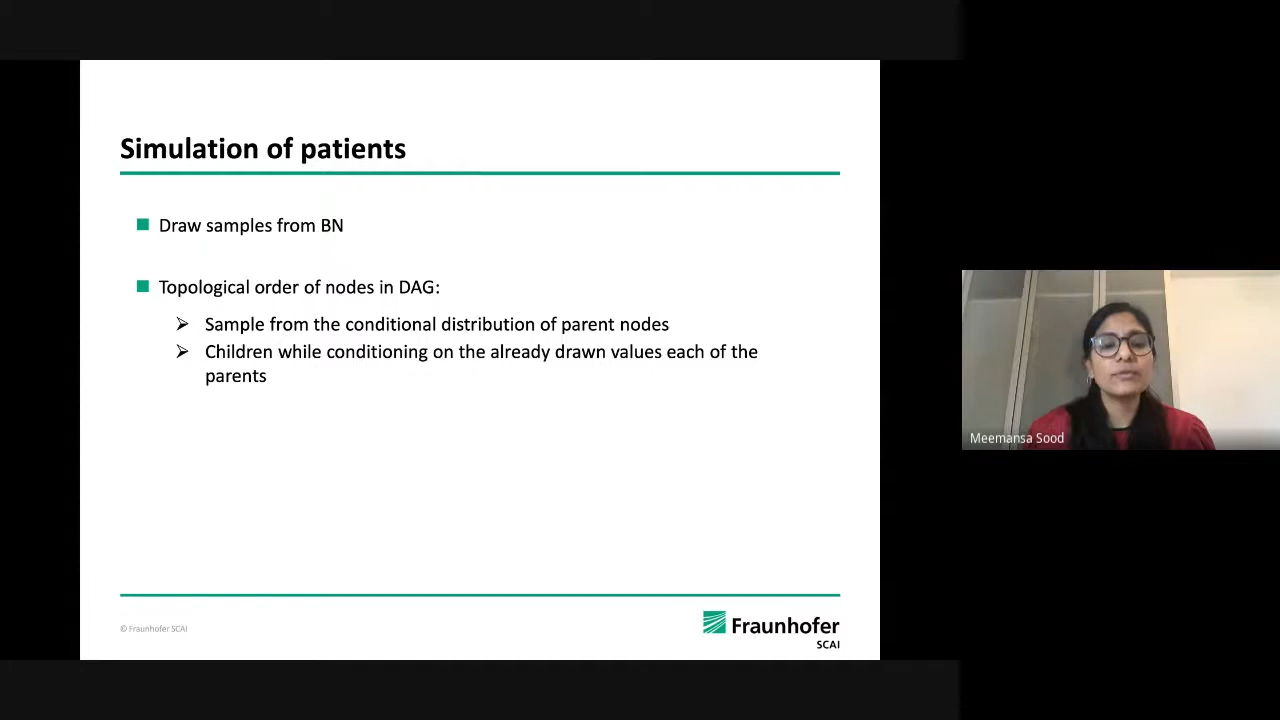 Simulation of patients
Draw samples from BN
Topological order of nodes in DAG:
Sample from the conditional distribution of parent nodes
Children while conditioning on the already drawn values each of the
parents
Meemansa Sood
© Fraunhofer SCAI
Fraunhofer
SCAI